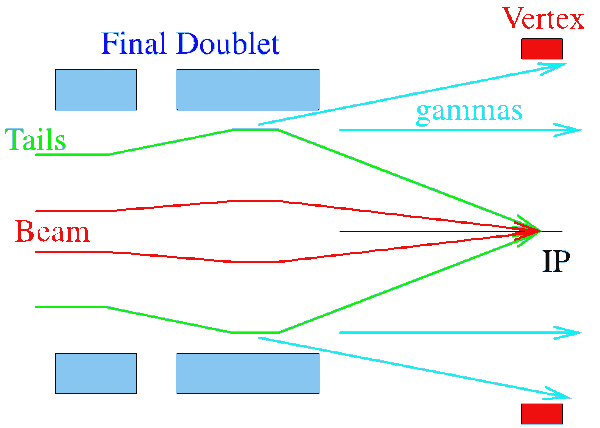 Vertex
Final Doublet
gammas
Tails
Beam
IP